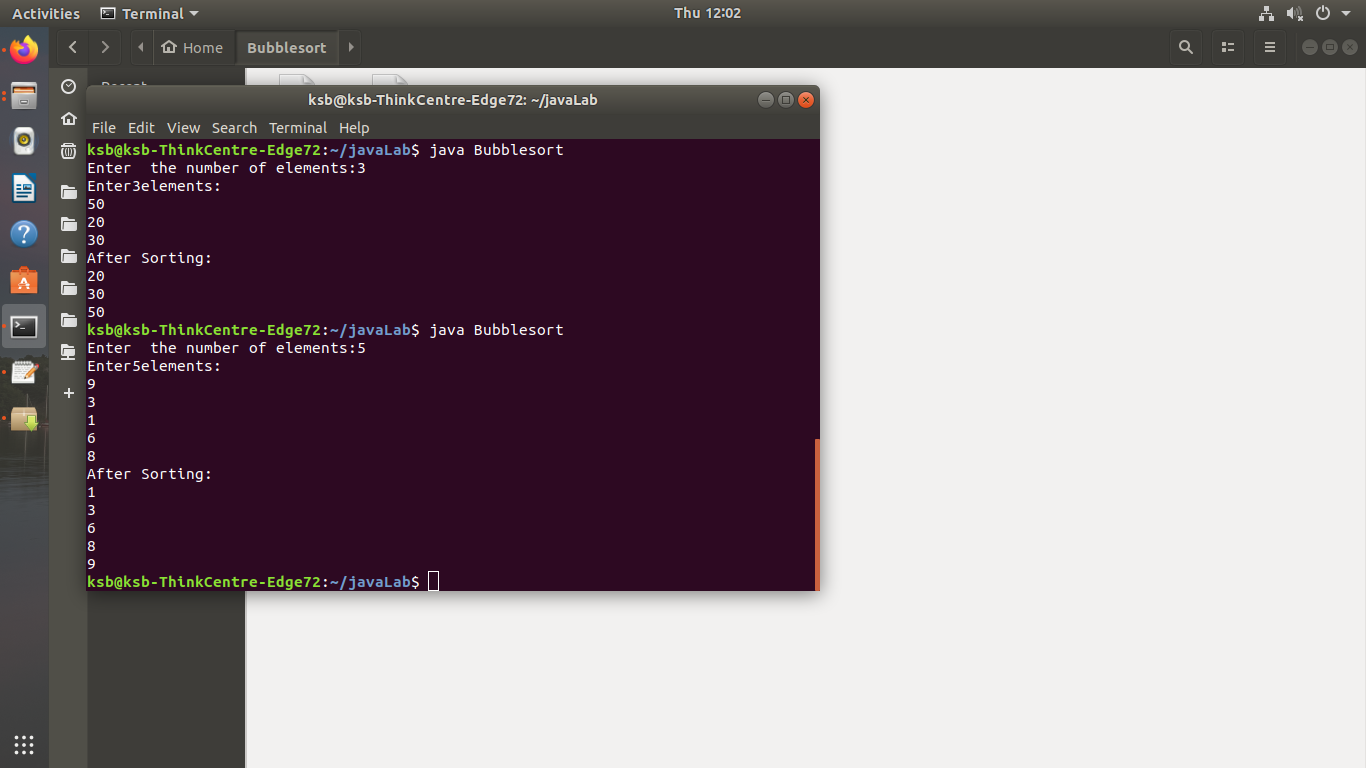 Activities Terminal Thu 12:02
Home Bubblesort
Recent
ksb@ksb-ThinkCentre-Edge72: ~/javaLab
File Edit View Search Terminal Help
ksb@ksb-ThinkCentre-Edge72:~/javaLab$ java Bubblesort
Enter  the number of elements:3
Enter3elements:
50
20
30
After Sorting:
20
30
50
ksb@ksb-ThinkCentre-Edge72:~/javaLab$ java Bubblesort
Enter  the number of elements:5
Enter5elements:
9
3
1
6
8
After Sorting:
1
3
6
8
9
ksb@ksb-ThinkCentre-Edge72:~/javaLab$